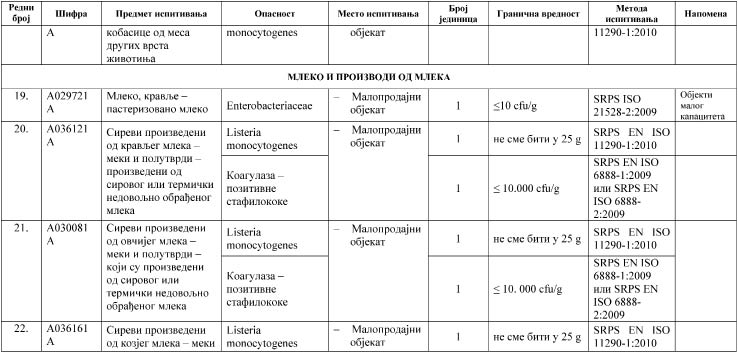 Редни број | Шифра | Предмет испитивања | Опасност | Место испитивања | Број јединица | Гранична вредност | Метода испитивања | Напомена
А | кобасице од меса других врста животиња | monocytogenes | објекат | 11290-1:2010
МЛЕКО И ПРОИЗВОДИ ОД МЛЕКА
19. | А029721 А | Млеко, кравље – пастеризовано млеко | Enterobacteriaceae | – Малопродајни објекат | 1 | ≤10 cfu/g | SRPS ISO 21528-2:2009 | Објекти малог капацитета
20. | А036121 А | Сиреви произведени од крављег млека – меки и полутврди – произведени од сировог или термички недовољно обрађеног млека | Listeria monocytogenes | – Малопродајни објекат | 1 | не сме бити у 25 g | SRPS EN ISO 11290-1:2010
Коагулаза – позитивне стафилококе | 1 | ≤ 10.000 cfu/g | SRPS EN ISO 6888-1:2009 или SRPS EN ISO 6888-2:2009
21. | А030081 А | Сиреви произведени од овчијег млека – меки и полутврди – који су произведени од сировог или термички недовољно обрађеног млека | Listeria monocytogenes | – Малопродајни објекат | 1 | не сме бити у 25 g | SRPS EN ISO 11290-1:2010
Коагулаза – позитивне стафилококе | 1 | ≤ 10. 000 cfu/g | SRPS EN ISO 6888-1:2009 или SRPS EN ISO 6888-2:2009
22. | А036161 А | Сиреви произведени од козјег млека – меки | Listeria monocytogenes | – Малопродајни објекат | 1 | не сме бити у 25 g | SRPS EN ISO 11290-1:2010